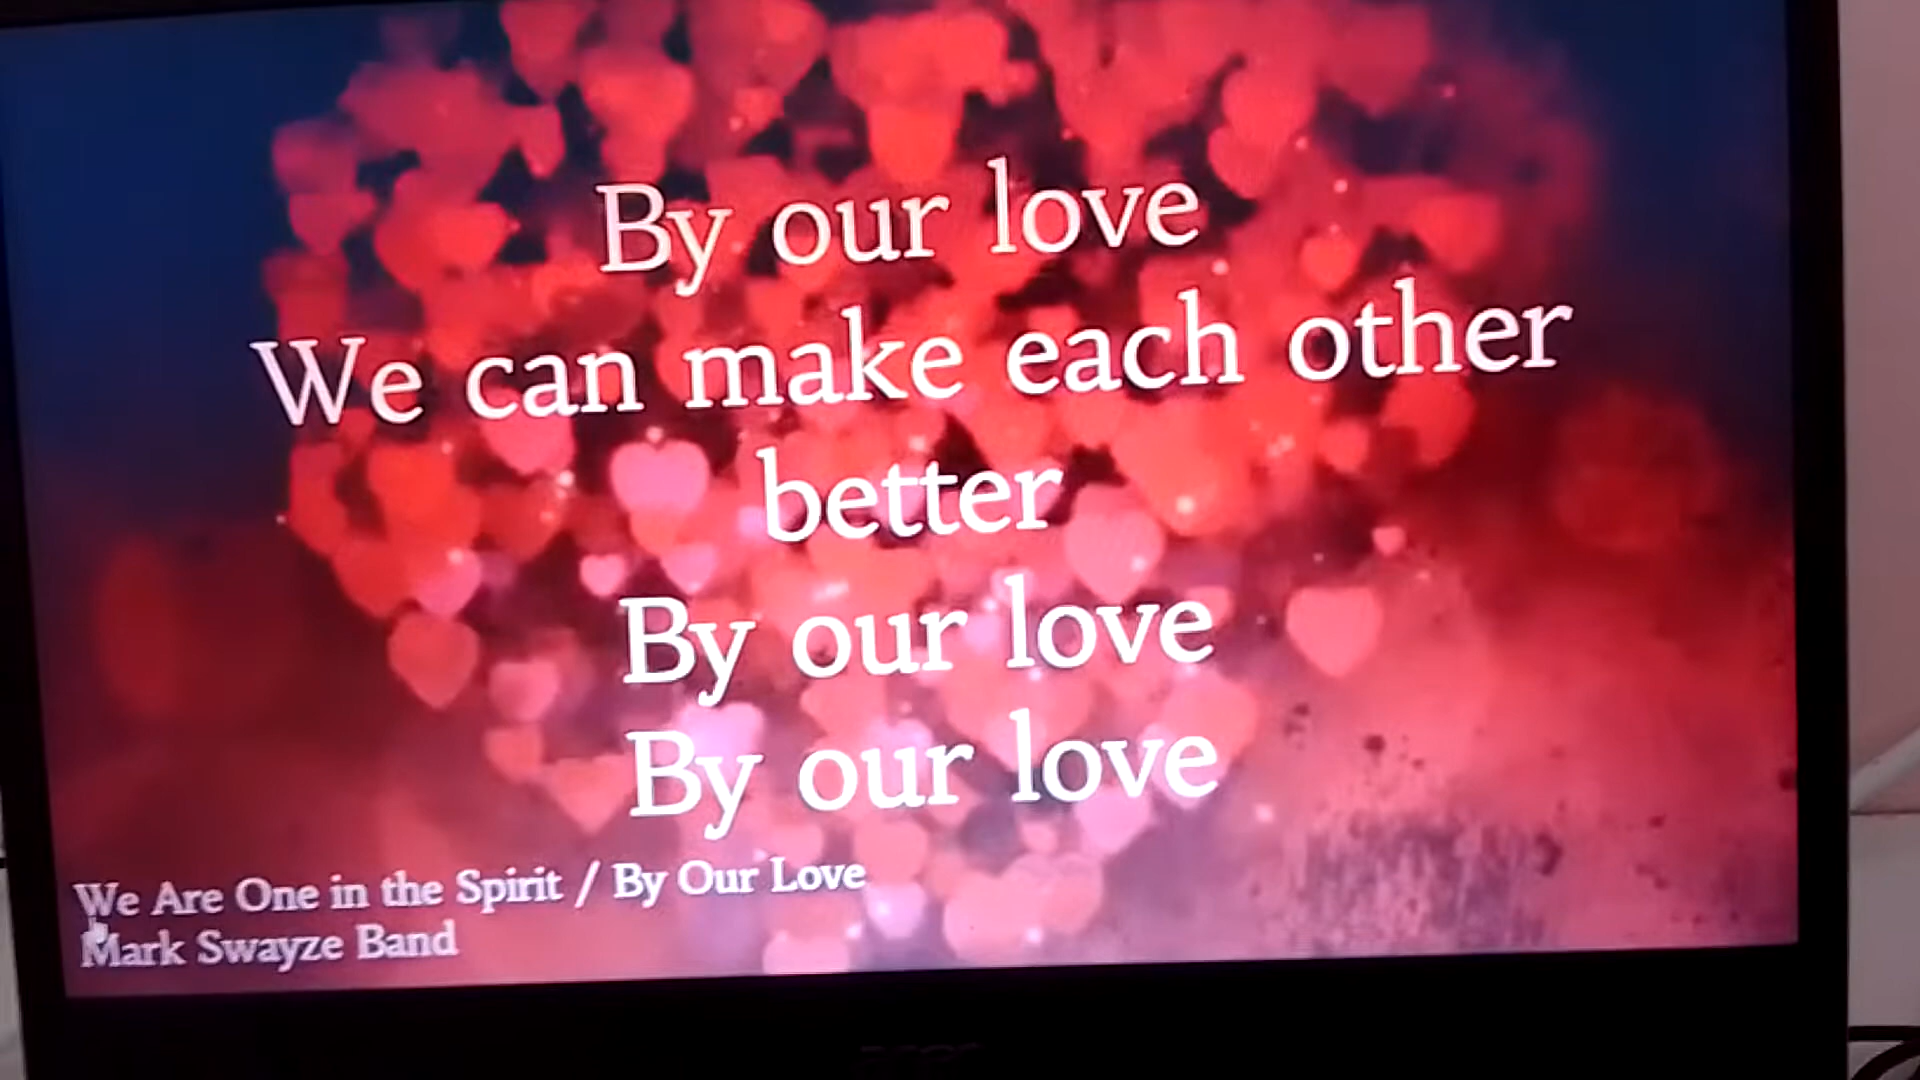 By our love
We can make each other
better
By our love
By our love
We Are One in the Spirit / By Our Love
Mark Swayze Band